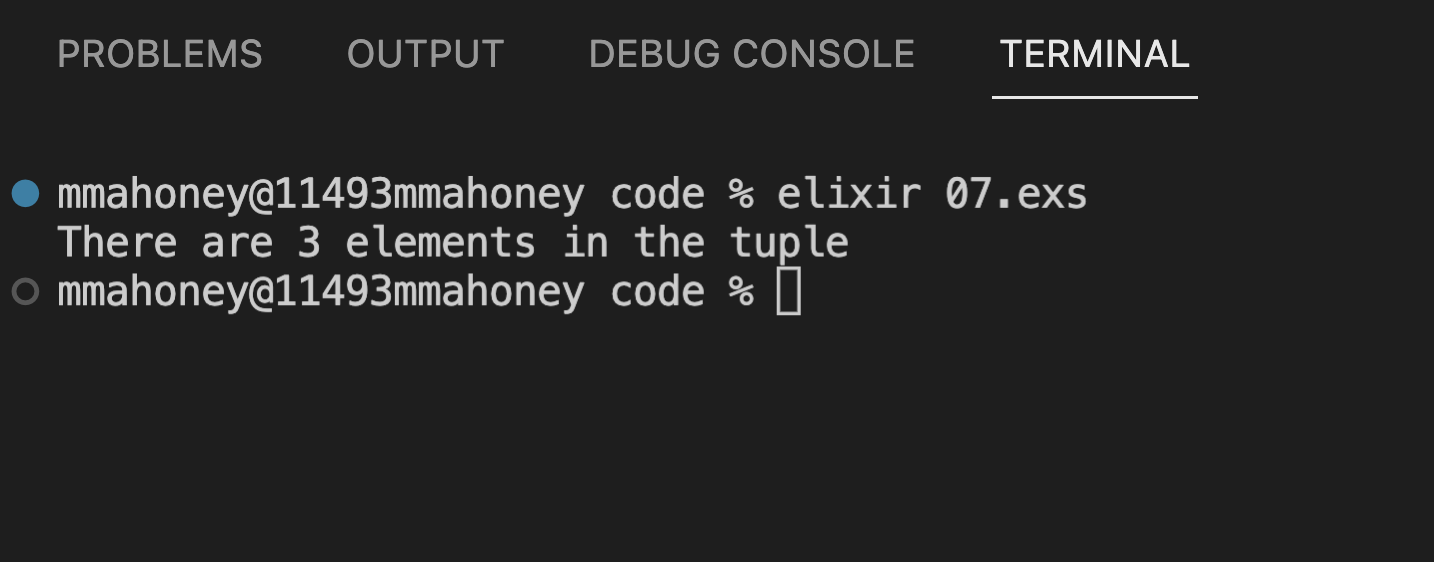 PROBLEMS OUTPUT DEBUG CONSOLE TERMINAL
mmahoney@11493mmahoney code % elixir 07.exs
There are 3 elements in the tuple
mmahoney@11493mmahoney code %